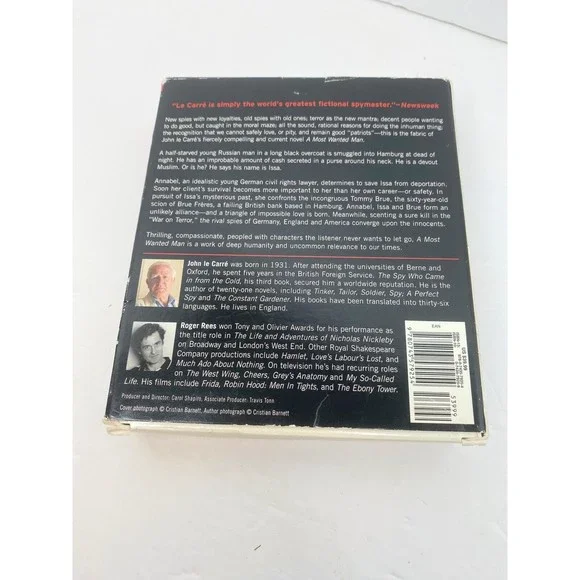 "Le Carré is simply the world's greatest fictional spymaster."—Newsweek
New spies with old loyalties, old spies with old ones; terror as the new mantra; decent people wanting
to do good, but caught in the moral maze; all the sound, rational reasons for doing the inhuman thing;
the recognition that we cannot safely love, or pity, and remain good "patriots"—this is the fabric of
John le Carré's fiercely compelling and current novel A Most Wanted Man.
A half-starved young Russian man in a long black overcoat is smuggled into Hamburg at dead of
night. He has an improbable amount of cash secreted in a purse around his neck. He is a devout
Muslim. Or is he? He says his name is Issa.
Annabel, an idealistic young German civil rights lawyer, determines to save Issa from deportation.
Soon her client's survival becomes more important to her than her own career—or safety. In
pursuit of Issa's mysterious past, she confronts the incongruous Tommy Brue, the sixty-year-old
scion of Brue Frères, a failing British bank based in Hamburg. Annabel, Issa and Brue form an
unlikely alliance—and a triangle of impossible love is born. Meanwhile, scenting a sure kill in the
"War on Terror," the rival spies of Germany, England and America converge upon the innocents.
Thrilling, compassionate, peopled with characters the listener never wants to let go, A Most
Wanted Man is a work of deep humanity and uncommon relevance to our times.
John le Carré was born in 1931. After attending the universities of Berne and
Oxford, he spent five years in the British Foreign Service. The Spy Who Came
in from the Cold, his third book, secured him a worldwide reputation. He is the
author of twenty-one novels, including Tinker, Tailor, Soldier, Spy; A Perfect
Spy and The Constant Gardener. His books have been translated into thirty-six
languages. He lives in England.
Roger Rees won Tony and Olivier Awards for his performance as
the title role in The Life and Adventures of Nicholas Nickleby
on Broadway and London's West End. Other Royal Shakespeare
Company productions include Hamlet, Love's Labour's Lost, and
Much Ado About Nothing. On television he's had recurring roles
on The West Wing, Cheers, Grey's Anatomy and My So-Called
Life. His films include Frida, Robin Hood: Men In Tights, and The Ebony Tower.
Producer and Director: Carol Shapiro, Associate Producer: Travis Tonn
Cover photograph © Cristian Barnett, Author photograph © Cristian Barnett
US $39.98
53999